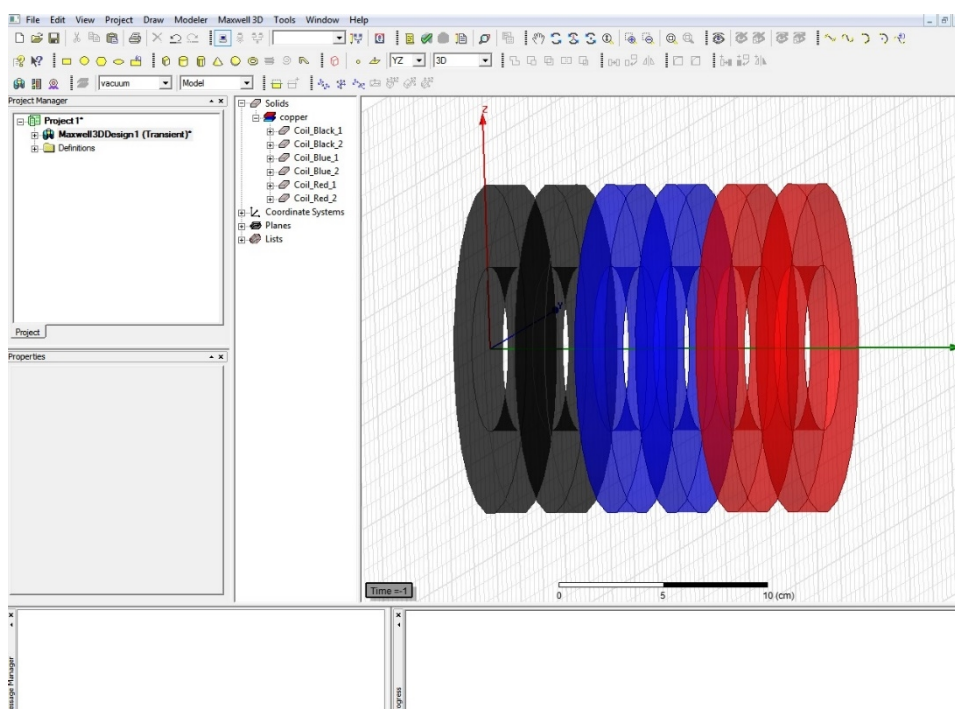 File Edit View Project Draw Modeler Maxwell 3D Tools Window Help
YZ 3D
vacuum Model
Project Manager
Project1*
Maxwell3DDesign1 (Transient)*
Definitions
Project
Properties
Solids
copper
Coil_Black_1
Coil_Black_2
Coil_Blue_1
Coil_Blue_2
Coil_Red_1
Coil_Red_2
Coordinate Systems
Planes
Lists
Z
Y
Time =-1
0 5 10 (cm)
essage Manager
ogress